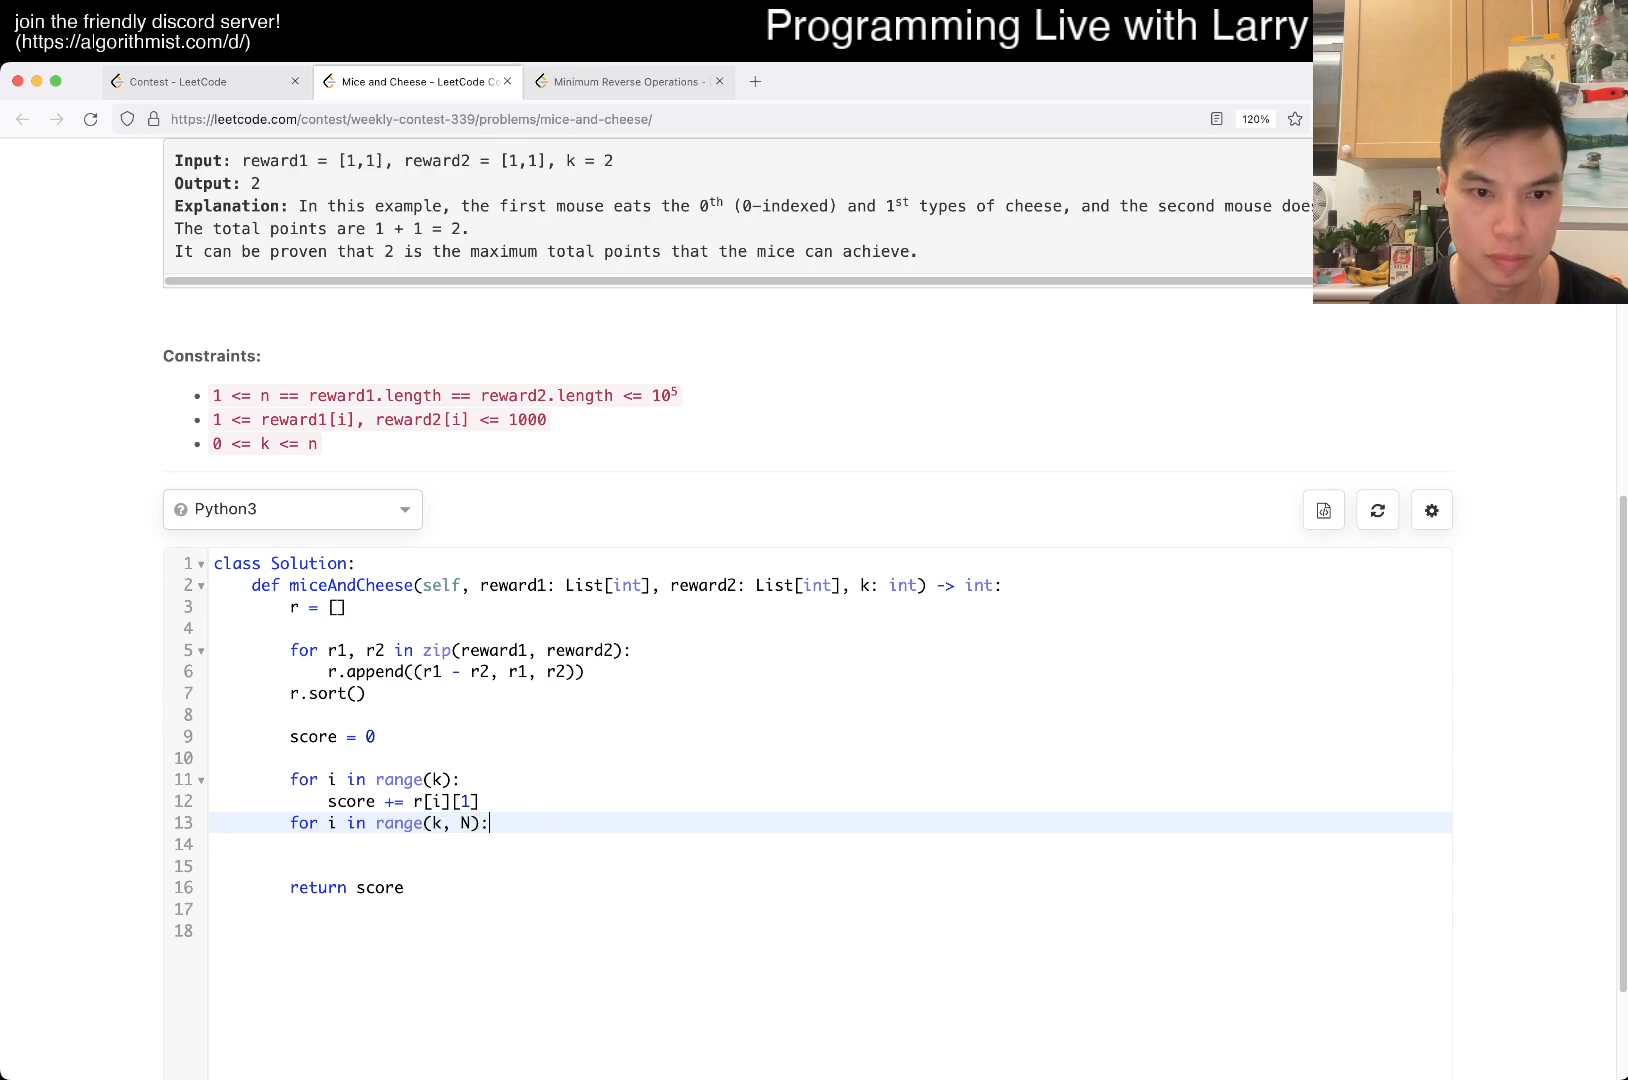 join the friendly discord server!
(https://algorithmist.com/d/)
Programming Live with Larry
Contest - LeetCode
Mice and Cheese - LeetCode Co
Minimum Reverse Operations -
https://leetcode.com/contest/weekly-contest-339/problems/mice-and-cheese/
120%
Input: reward1 = [1,1], reward2 = [1,1], k = 2
Output: 2
Explanation: In this example, the first mouse eats the 0th (0-indexed) and 1st types of cheese, and the second mouse does
The total points are 1 + 1 = 2.
It can be proven that 2 is the maximum total points that the mice can achieve.
Constraints:
1 <= n == reward1.length == reward2.length <= 10⁵
1 <= reward1[i], reward2[i] <= 1000
0 <= k <= n
Python3
1 class Solution:
2 def miceAndCheese(self, reward1: List[int], reward2: List[int], k: int) -> int:
3 r = []
4
5 for r1, r2 in zip(reward1, reward2):
6 r.append((r1 - r2, r1, r2))
7 r.sort()
8
9 score = 0
10
11 for i in range(k):
12 score += r[i][1]
13 for i in range(k, N):
14
15
16 return score
17
18